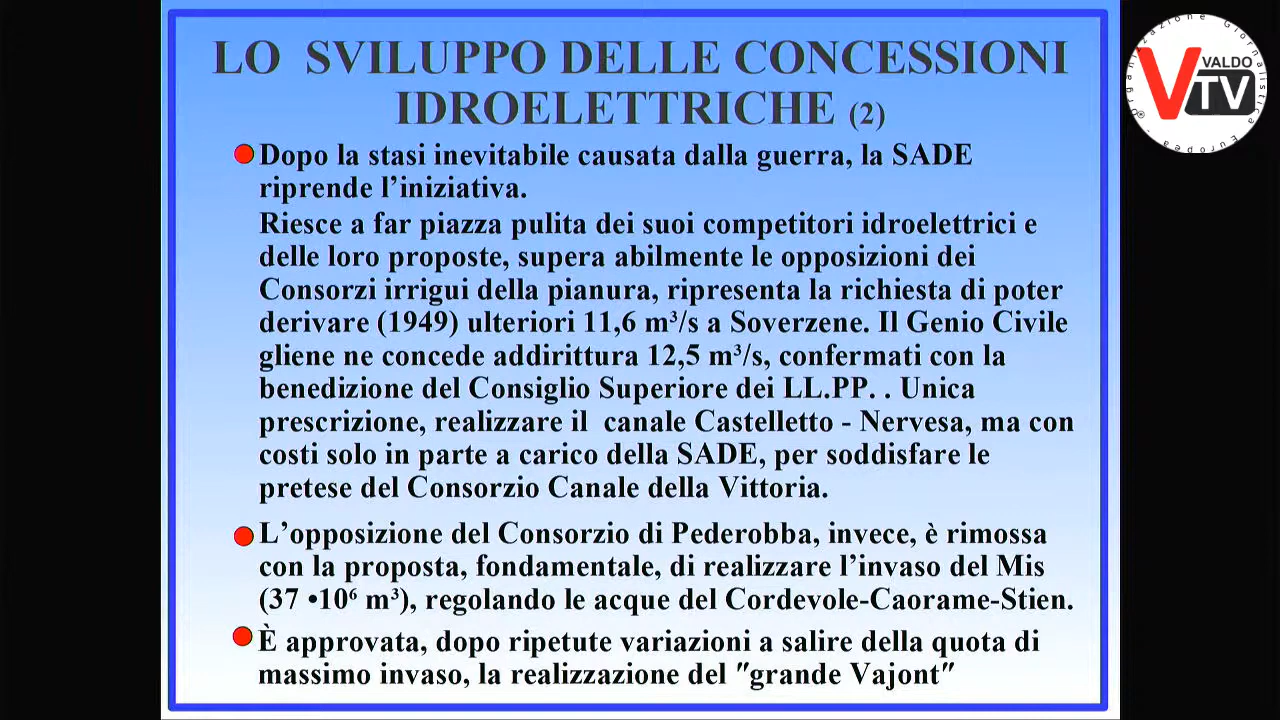 LO SVILUPPO DELLE CONCESSIONI
IDROELETTRICHE (2)
Dopo la stasi inevitabile causata dalla guerra, la SADE
riprende l’iniziativa.
Riesce a far piazza pulita dei suoi competitori idroelettrici e
delle loro proposte, supera abilmente le opposizioni dei
Consorzi irrigui della pianura, ripresenta la richiesta di poter
derivare (1949) ulteriori 11,6 m³/s a Soverzene. Il Genio Civile
gliene ne concede addirittura 12,5 m³/s, confermati con la
benedizione del Consiglio Superiore dei LL.PP. . Unica
prescrizione, realizzare il canale Castelletto - Nervesa, ma con
costi solo in parte a carico della SADE, per soddisfare le
pretese del Consorzio Canale della Vittoria.
L’opposizione del Consorzio di Pederobba, invece, è rimossa
con la proposta, fondamentale, di realizzare l’invaso del Mis
(37 •10⁶ m³), regolando le acque del Cordevole-Caorame-Stien.
È approvata, dopo ripetute variazioni a salire della quota di
massimo invaso, la realizzazione del ″grande Vajont″
VALDO
TV
Organizzazione Giornalistica Europea
®